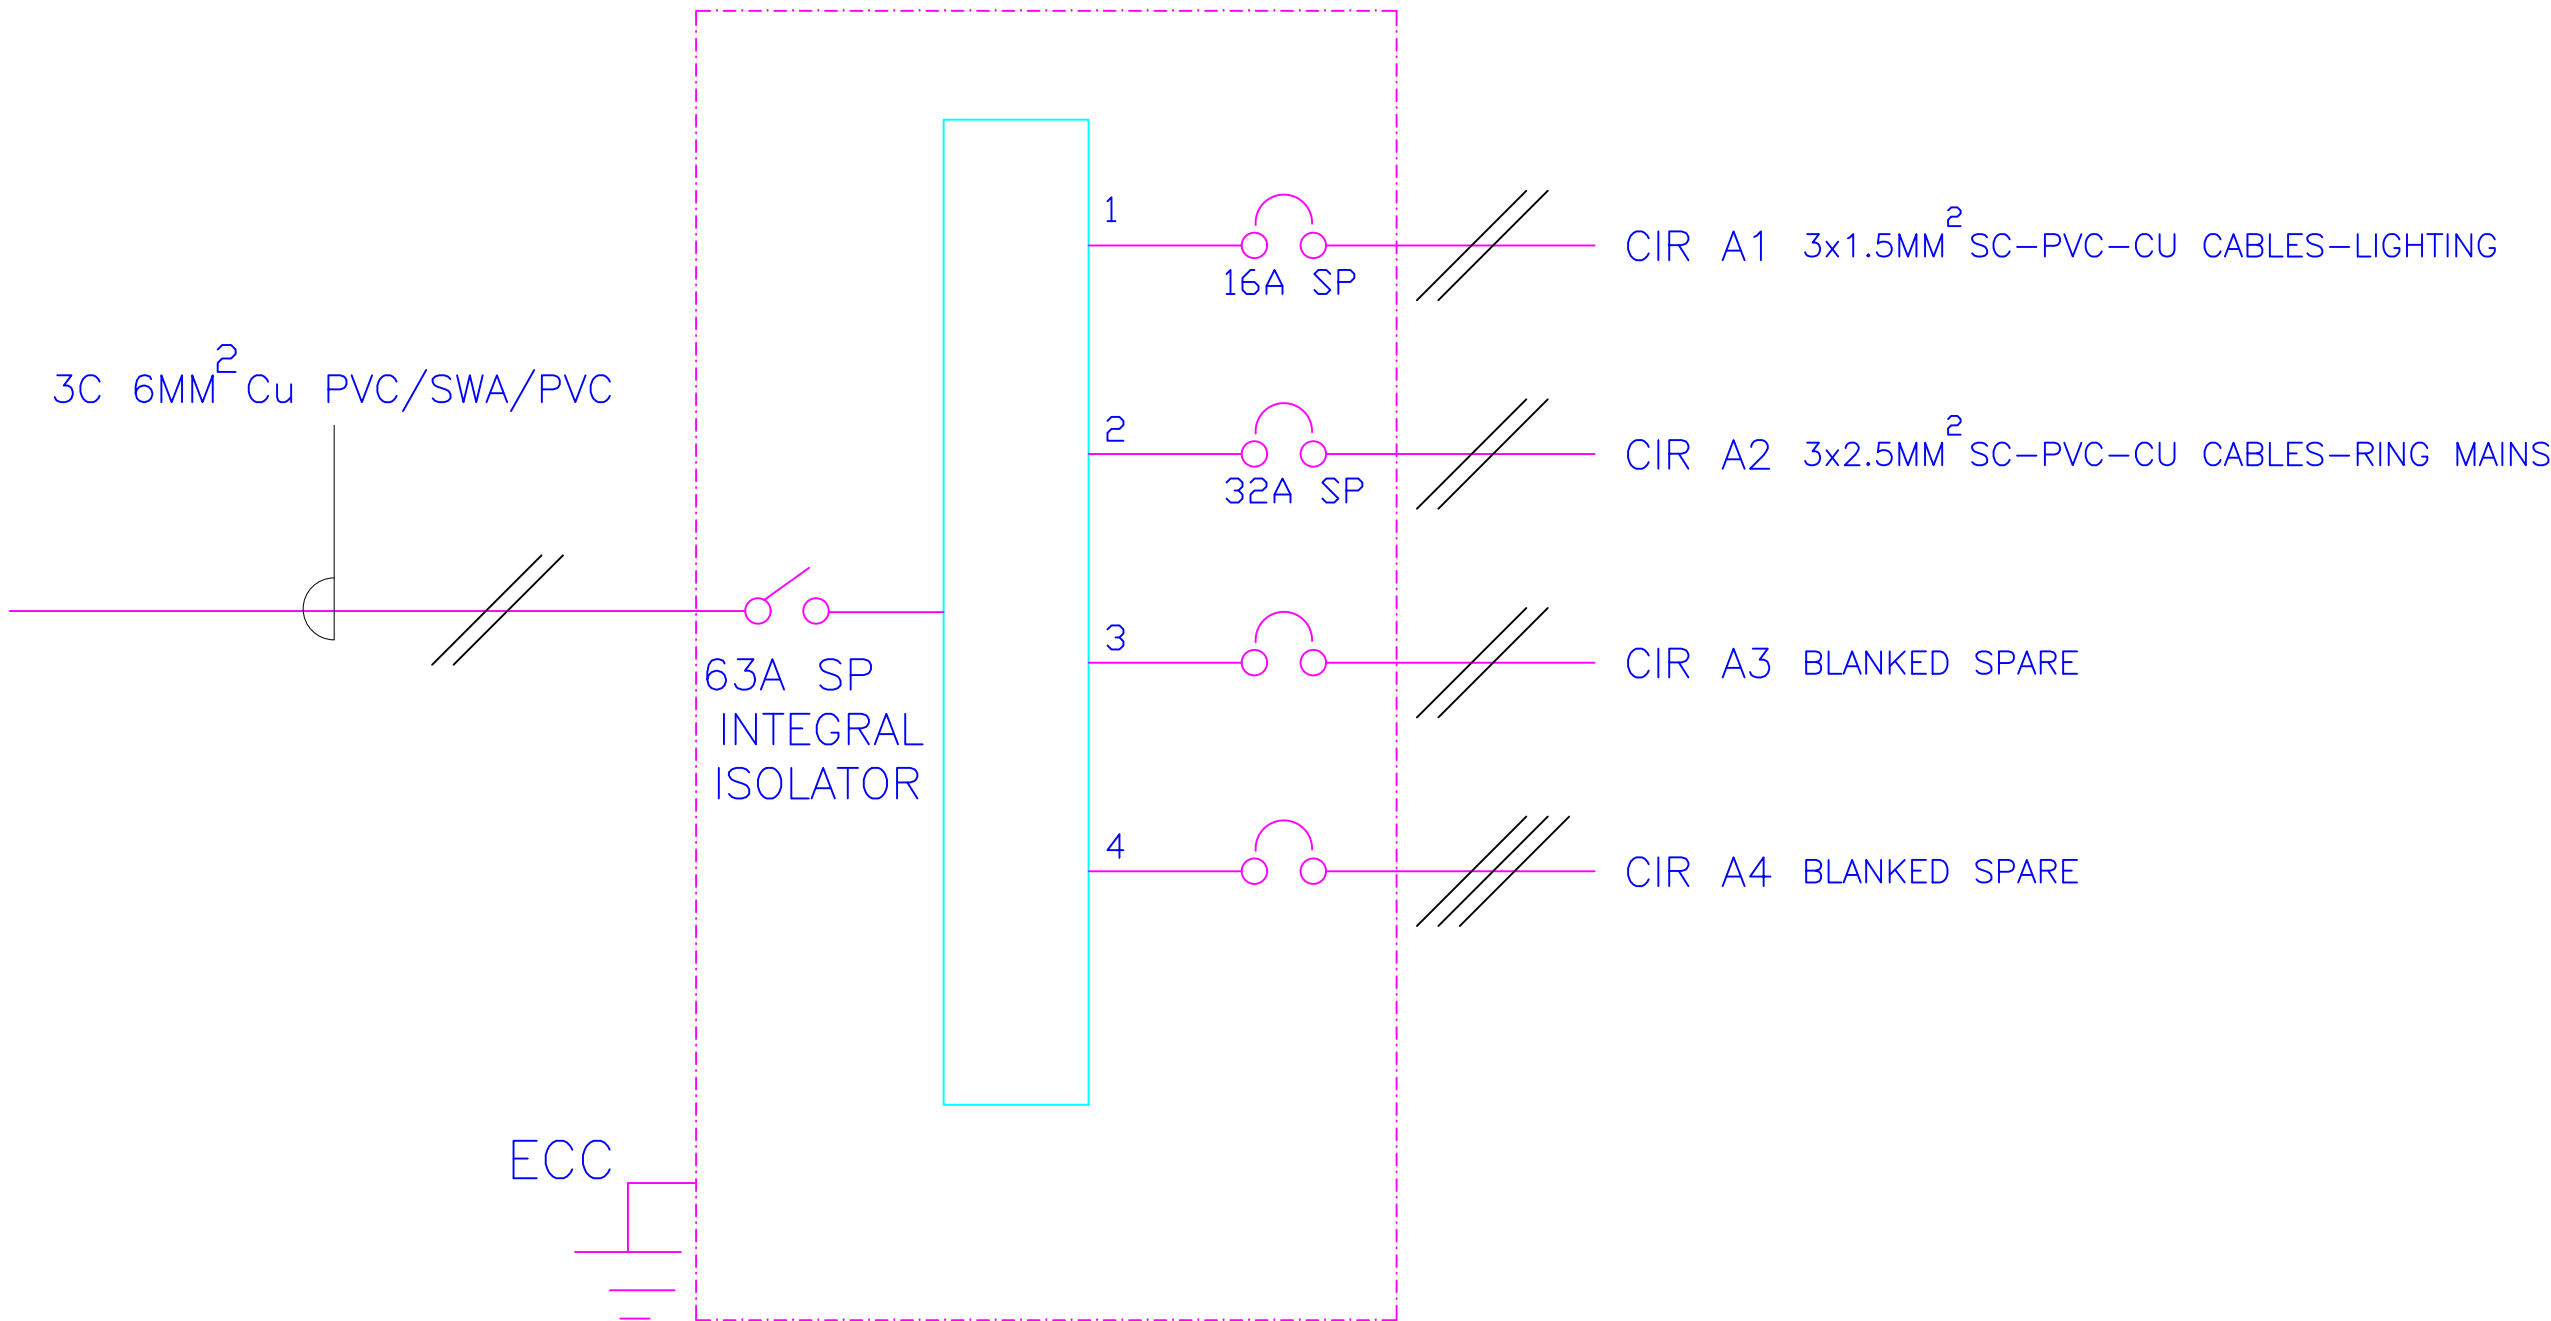 3C 6MM² Cu PVC/SWA/PVC
63A SP
INTEGRAL
ISOLATOR
ECC
1
16A SP
CIR A1 3x1.5MM² SC-PVC-CU CABLES-LIGHTING
2
32A SP
CIR A2 3x2.5MM² SC-PVC-CU CABLES-RING MAINS
3
CIR A3 BLANKED SPARE
4
CIR A4 BLANKED SPARE